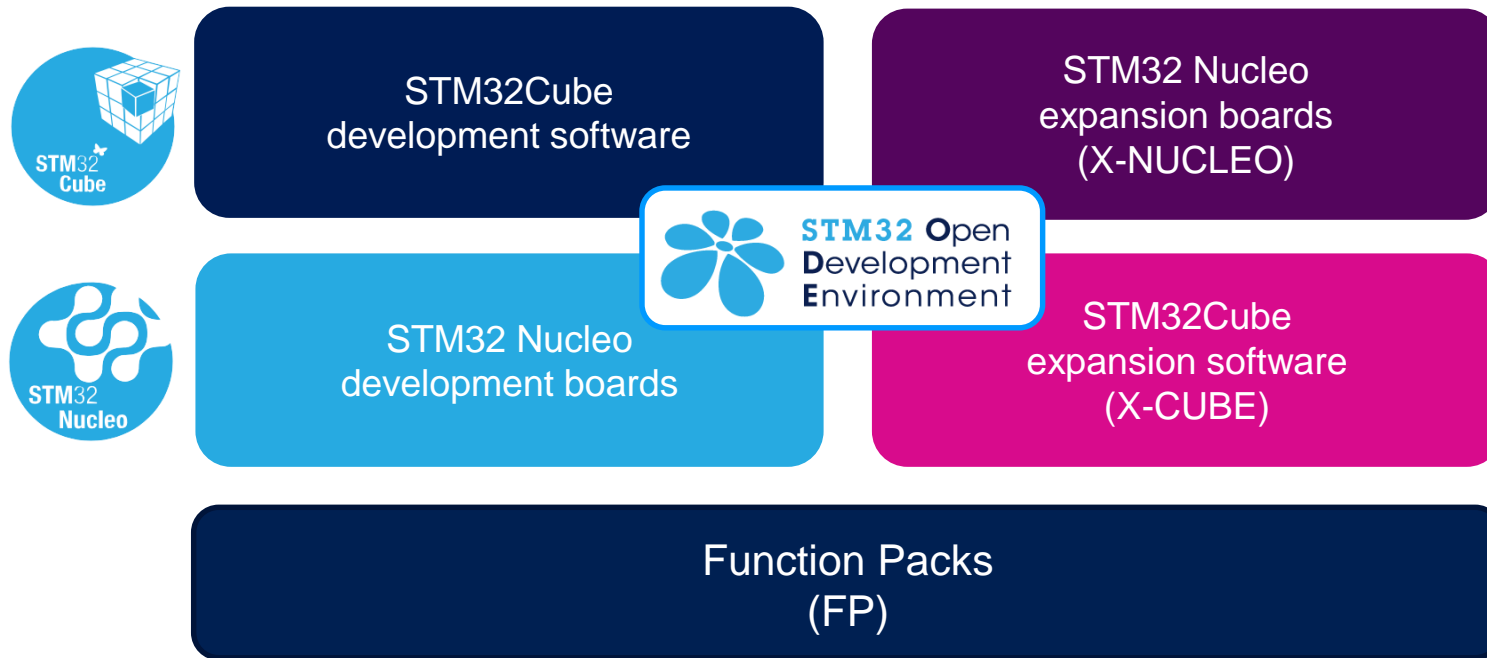 STM32
Cube
STM32Cube
development software
STM32 Nucleo
expansion boards
(X-NUCLEO)
STM32 Open
Development
Environment
STM32
Nucleo
STM32 Nucleo
development boards
STM32Cube
expansion software
(X-CUBE)
Function Packs
(FP)